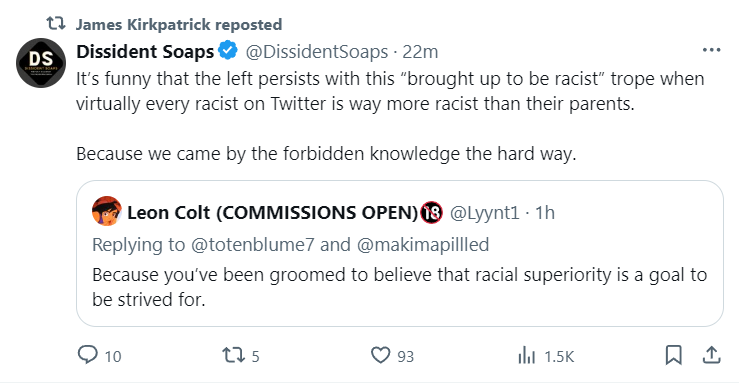 James Kirkpatrick reposted
DS
DISSIDENT SOAPS
Dissident Soaps @DissidentSoaps · 22m
It's funny that the left persists with this “brought up to be racist” trope when
virtually every racist on Twitter is way more racist than their parents.
Because we came by the forbidden knowledge the hard way.
Leon Colt (COMMISSIONS OPEN)🔞 @Lyynt1 · 1h
Replying to @totenblume7 and @makimapillled
Because you’ve been groomed to believe that racial superiority is a goal to
be strived for.
10 5 93 1.5K